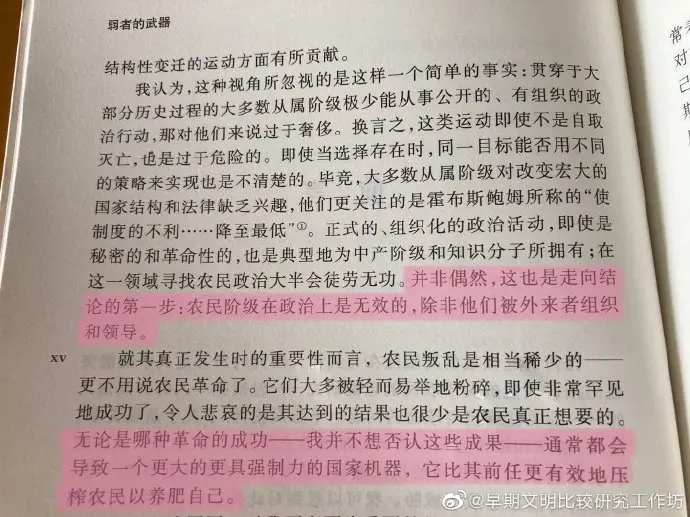 弱者的武器
结构性变迁的运动方面有所贡献。
我认为,这种视角所忽视的是这样一个简单的事实:贯穿于大
部分历史过程的大多数从属阶级极少能从事公开的、有组织的政
治行动,那对他们来说过于奢侈。换言之,这类运动即使不是自取
灭亡,也是过于危险的。即使当选择存在时,同一目标能否用不同
的策略来实现也是不清楚的。毕竟,大多数从属阶级对改变宏大的
国家结构和法律缺乏兴趣,他们更关注的是霍布斯鲍姆所称的“使
制度的不利……降至最低”①。正式的、组织化的政治活动,即使是
秘密的和革命性的,也是典型地为中产阶级和知识分子所拥有;在
这一领域寻找农民政治大半会徒劳无功。并非偶然,这也是走向结
论的第一步:农民阶级在政治上是无效的,除非他们被外来者组织
和领导。
xv 就其真正发生时的重要性而言,农民叛乱是相当稀少的——
更不用说农民革命了。它们大多被轻而易举地粉碎,即使非常罕见
地成功了,令人悲哀的是其达到的结果也很少是农民真正想要的。
无论是哪种革命的成功——我并不想否认这些成果——通常都会
导致一个更大的更具强制力的国家机器,它比其前任更有效地压
榨农民以养肥自己。
@早期文明比较研究工作坊
对
己